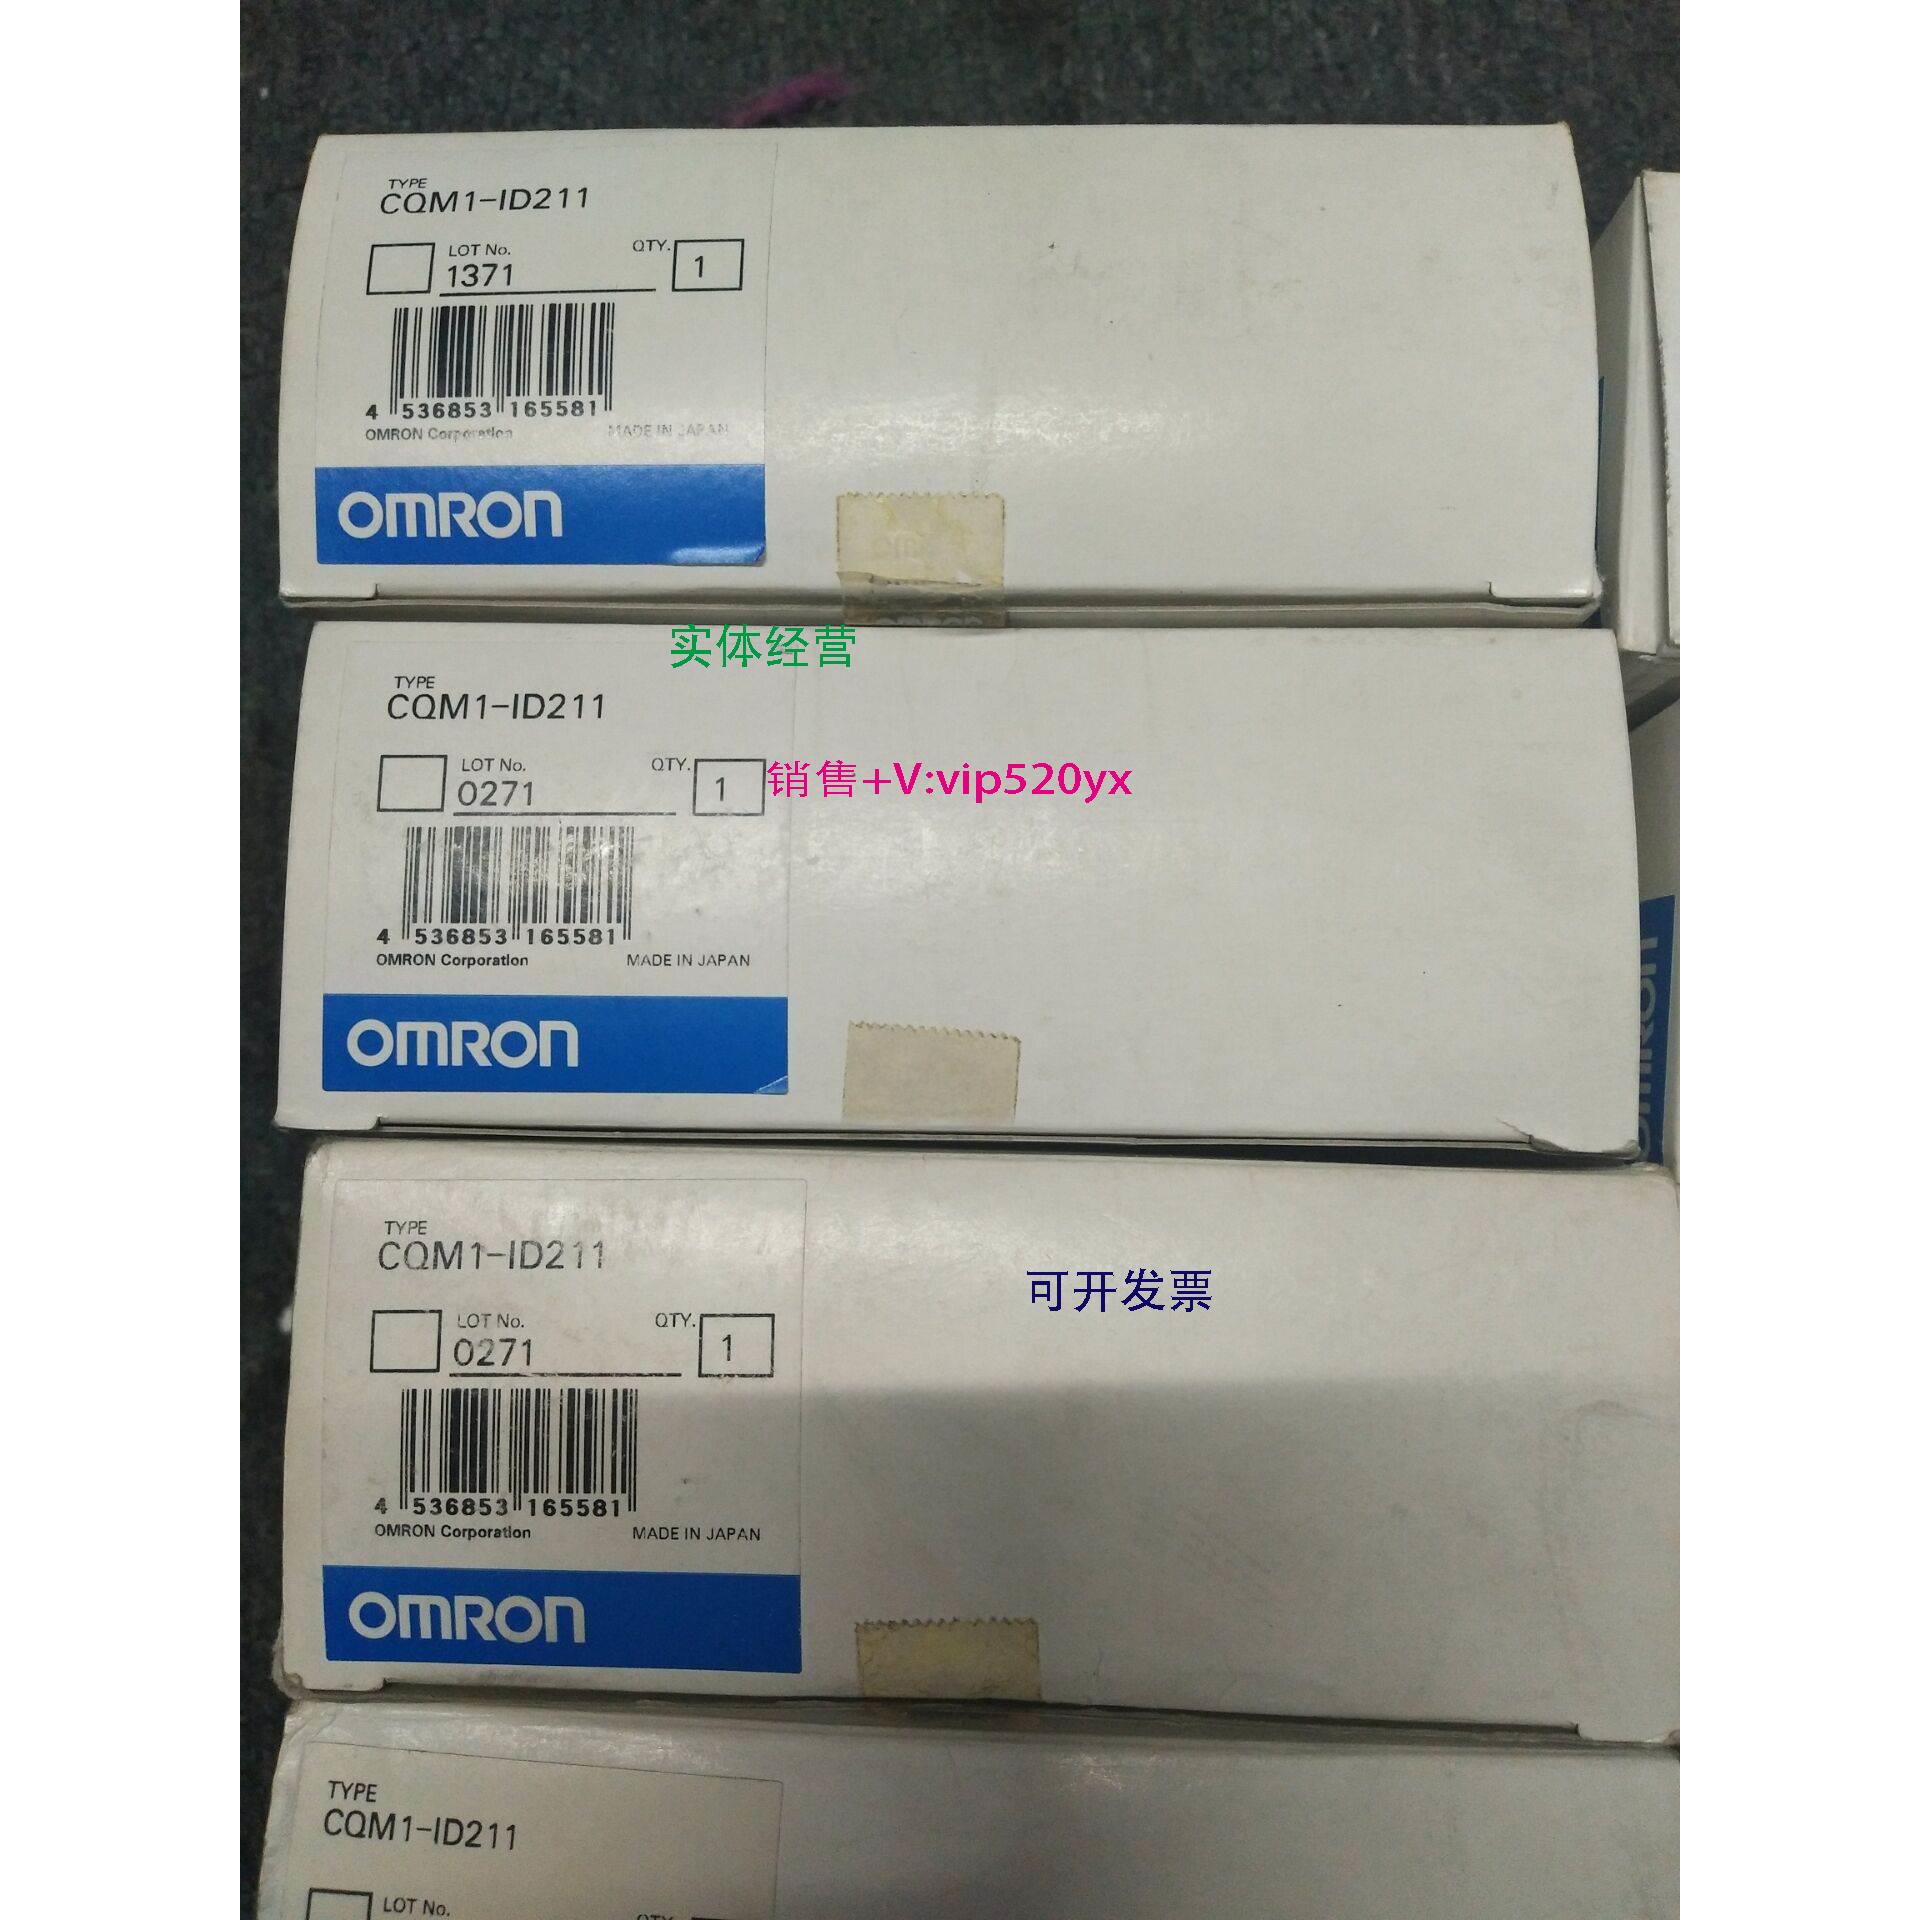 TYPE
CQM1-ID211
LOT No.
1371
QTY.
1
4 536853 165581
OMRON Corporation
MADE IN JAPAN
OMRON
实体经营
TYPE
CQM1-ID211
LOT No.
0271
QTY.
1
销售+V:vip520yx
4 536853 165581
OMRON Corporation
MADE IN JAPAN
OMRON
OMRON
TYPE
CQM1-ID211
可开发票
LOT No.
0271
QTY.
1
4 536853 165581
OMRON Corporation
MADE IN JAPAN
OMRON
TYPE
CQM1-ID211
LOT No.
QTY.